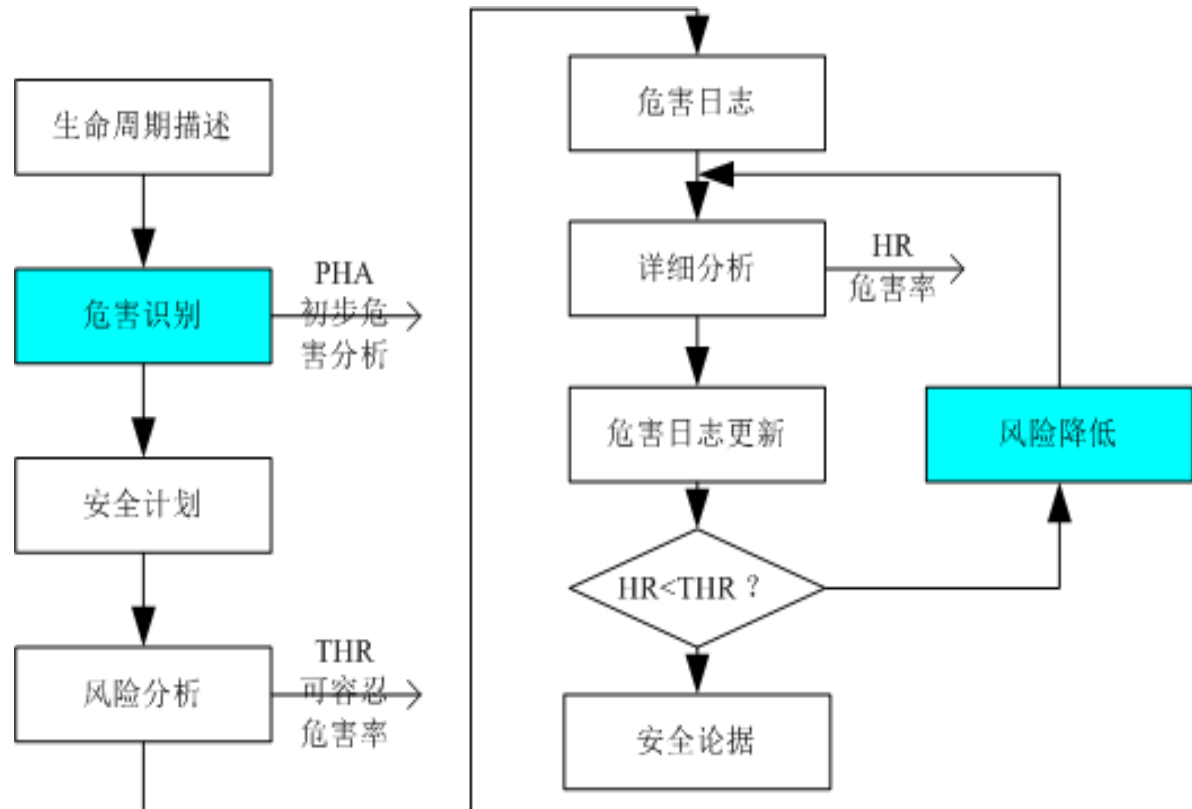 生命周期描述
危害识别
PHA
初步危
害分析
安全计划
风险分析
THR
可容忍
危害率
危害日志
详细分析
HR
危害率
危害日志更新
风险降低
HR<THR ?
安全论据